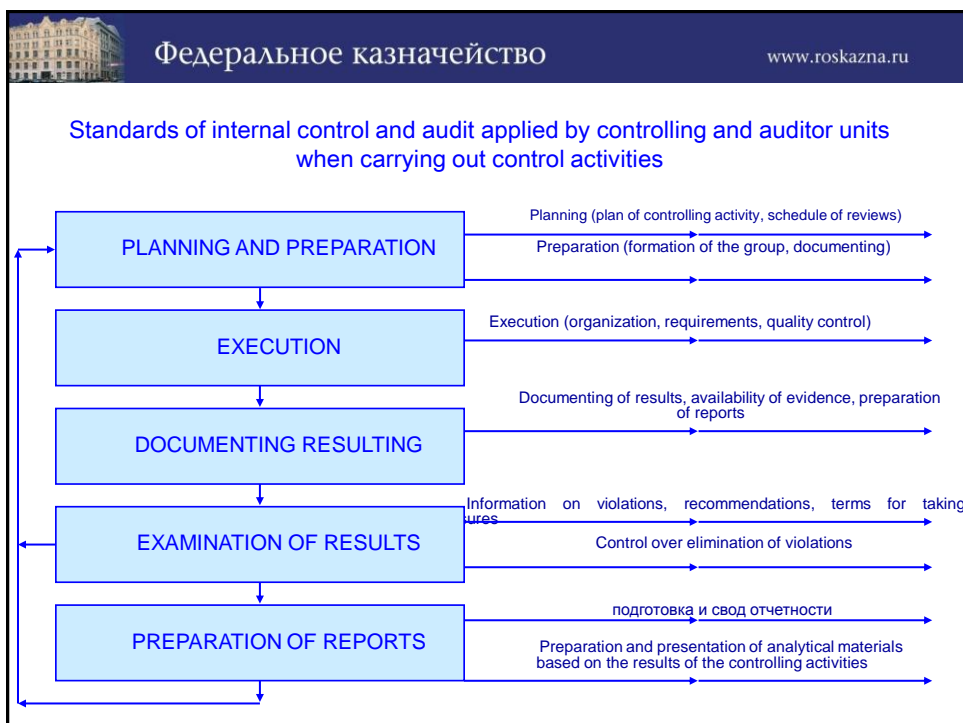 Федеральное казначейство
www.roskazna.ru
Standards of internal control and audit applied by controlling and auditor units
when carrying out control activities
PLANNING AND PREPARATION
Planning (plan of controlling activity, schedule of reviews)
Preparation (formation of the group, documenting)
EXECUTION
Execution (organization, requirements, quality control)
DOCUMENTING RESULTING
Documenting of results, availability of evidence, preparation
of reports
EXAMINATION OF RESULTS
Information on violations, recommendations, terms for taking
Control over elimination of violations
PREPARATION OF REPORTS
подготовка и свод отчетности
Preparation and presentation of analytical materials
based on the results of the controlling activities